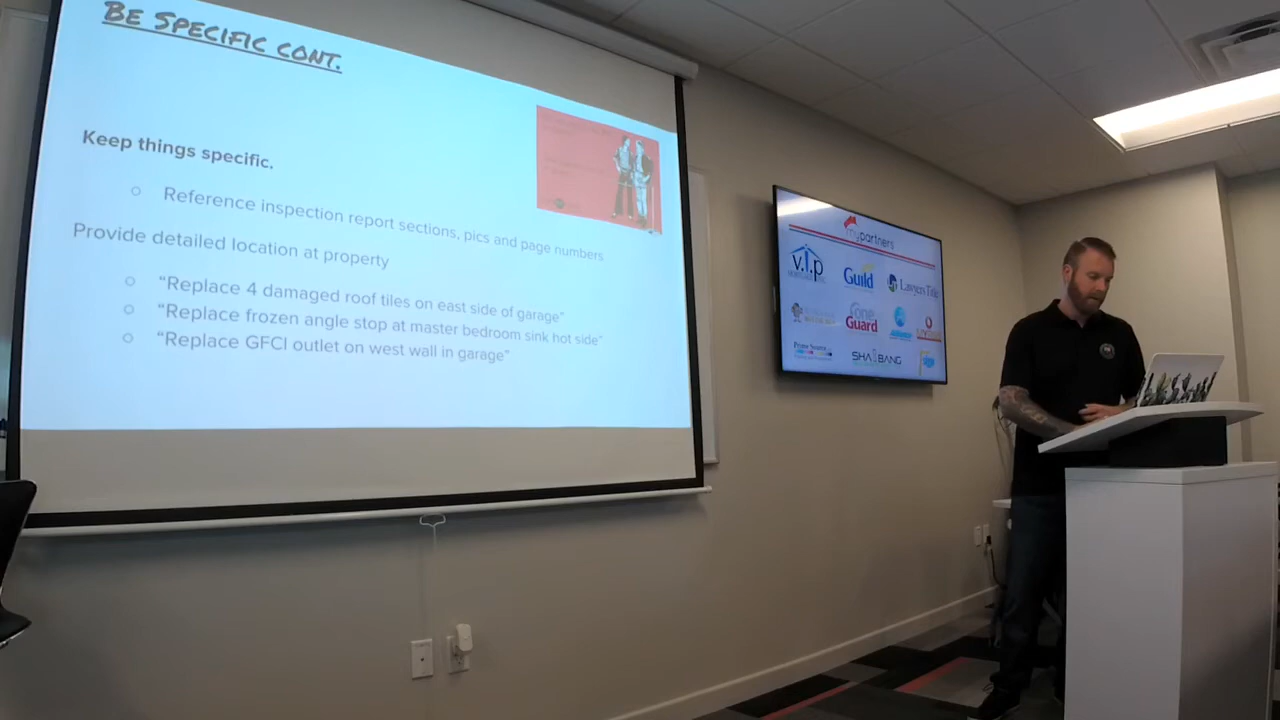 Be Specific cont.
Keep things specific.
Reference inspection report sections, pics and page numbers
Provide detailed location at property
"Replace 4 damaged roof tiles on east side of garage"
"Replace frozen angle stop at master bedroom sink hot side"
"Replace GFCI outlet on west wall in garage"
mypartners
v.i.p
Guild
Lawyers Title
one
Guard
SHABANG